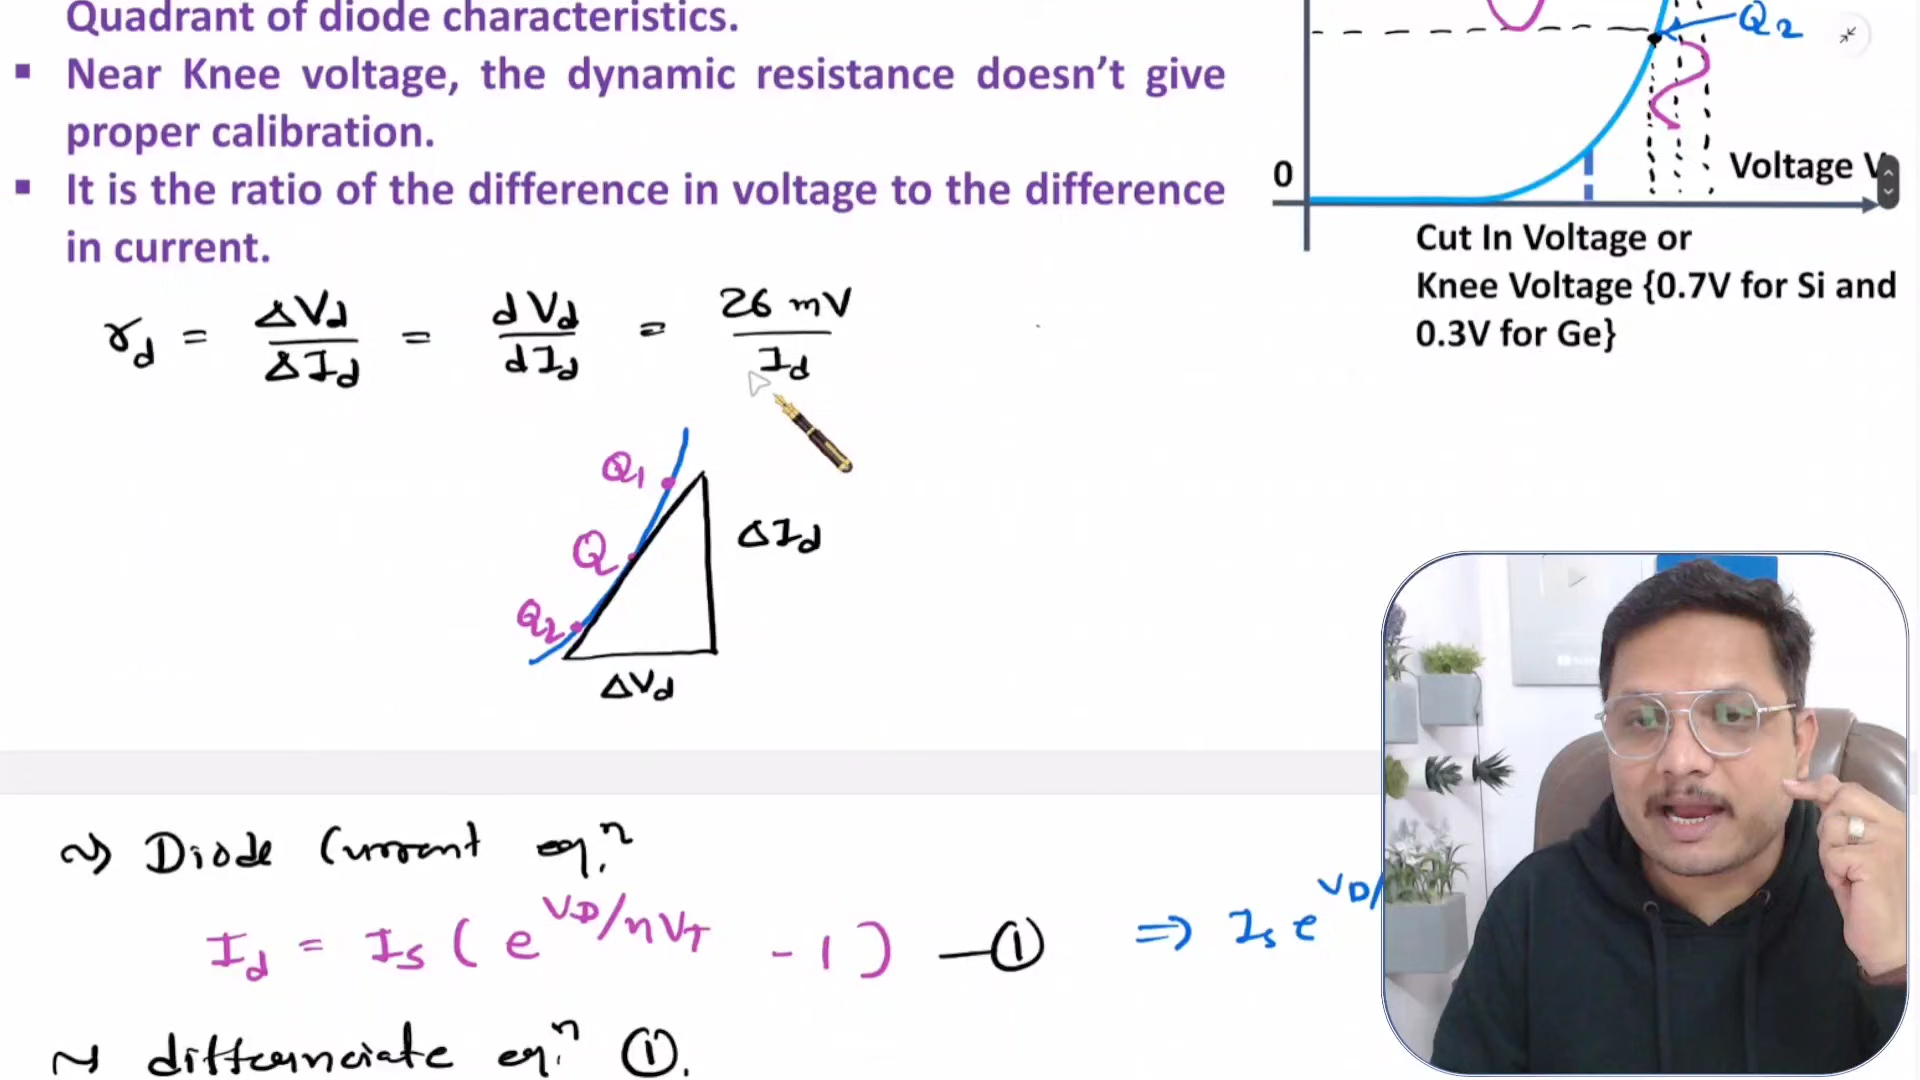 Quadrant of diode characteristics.
▪ Near Knee voltage, the dynamic resistance doesn’t give
proper calibration.
▪ It is the ratio of the difference in voltage to the difference
in current.
Q2
0
Voltage V
Cut In Voltage or
Knee Voltage {0.7V for Si and
0.3V for Ge}
rd = ΔVd / ΔId = dVd / dId = 26 mV / Id
Q1
Q
Q2
ΔId
ΔVd
Diode Current eqⁿ
Id = Is ( e^VD/nVT - 1 ) —①
⇒ Is e^VD/
differenciate eqⁿ ①.